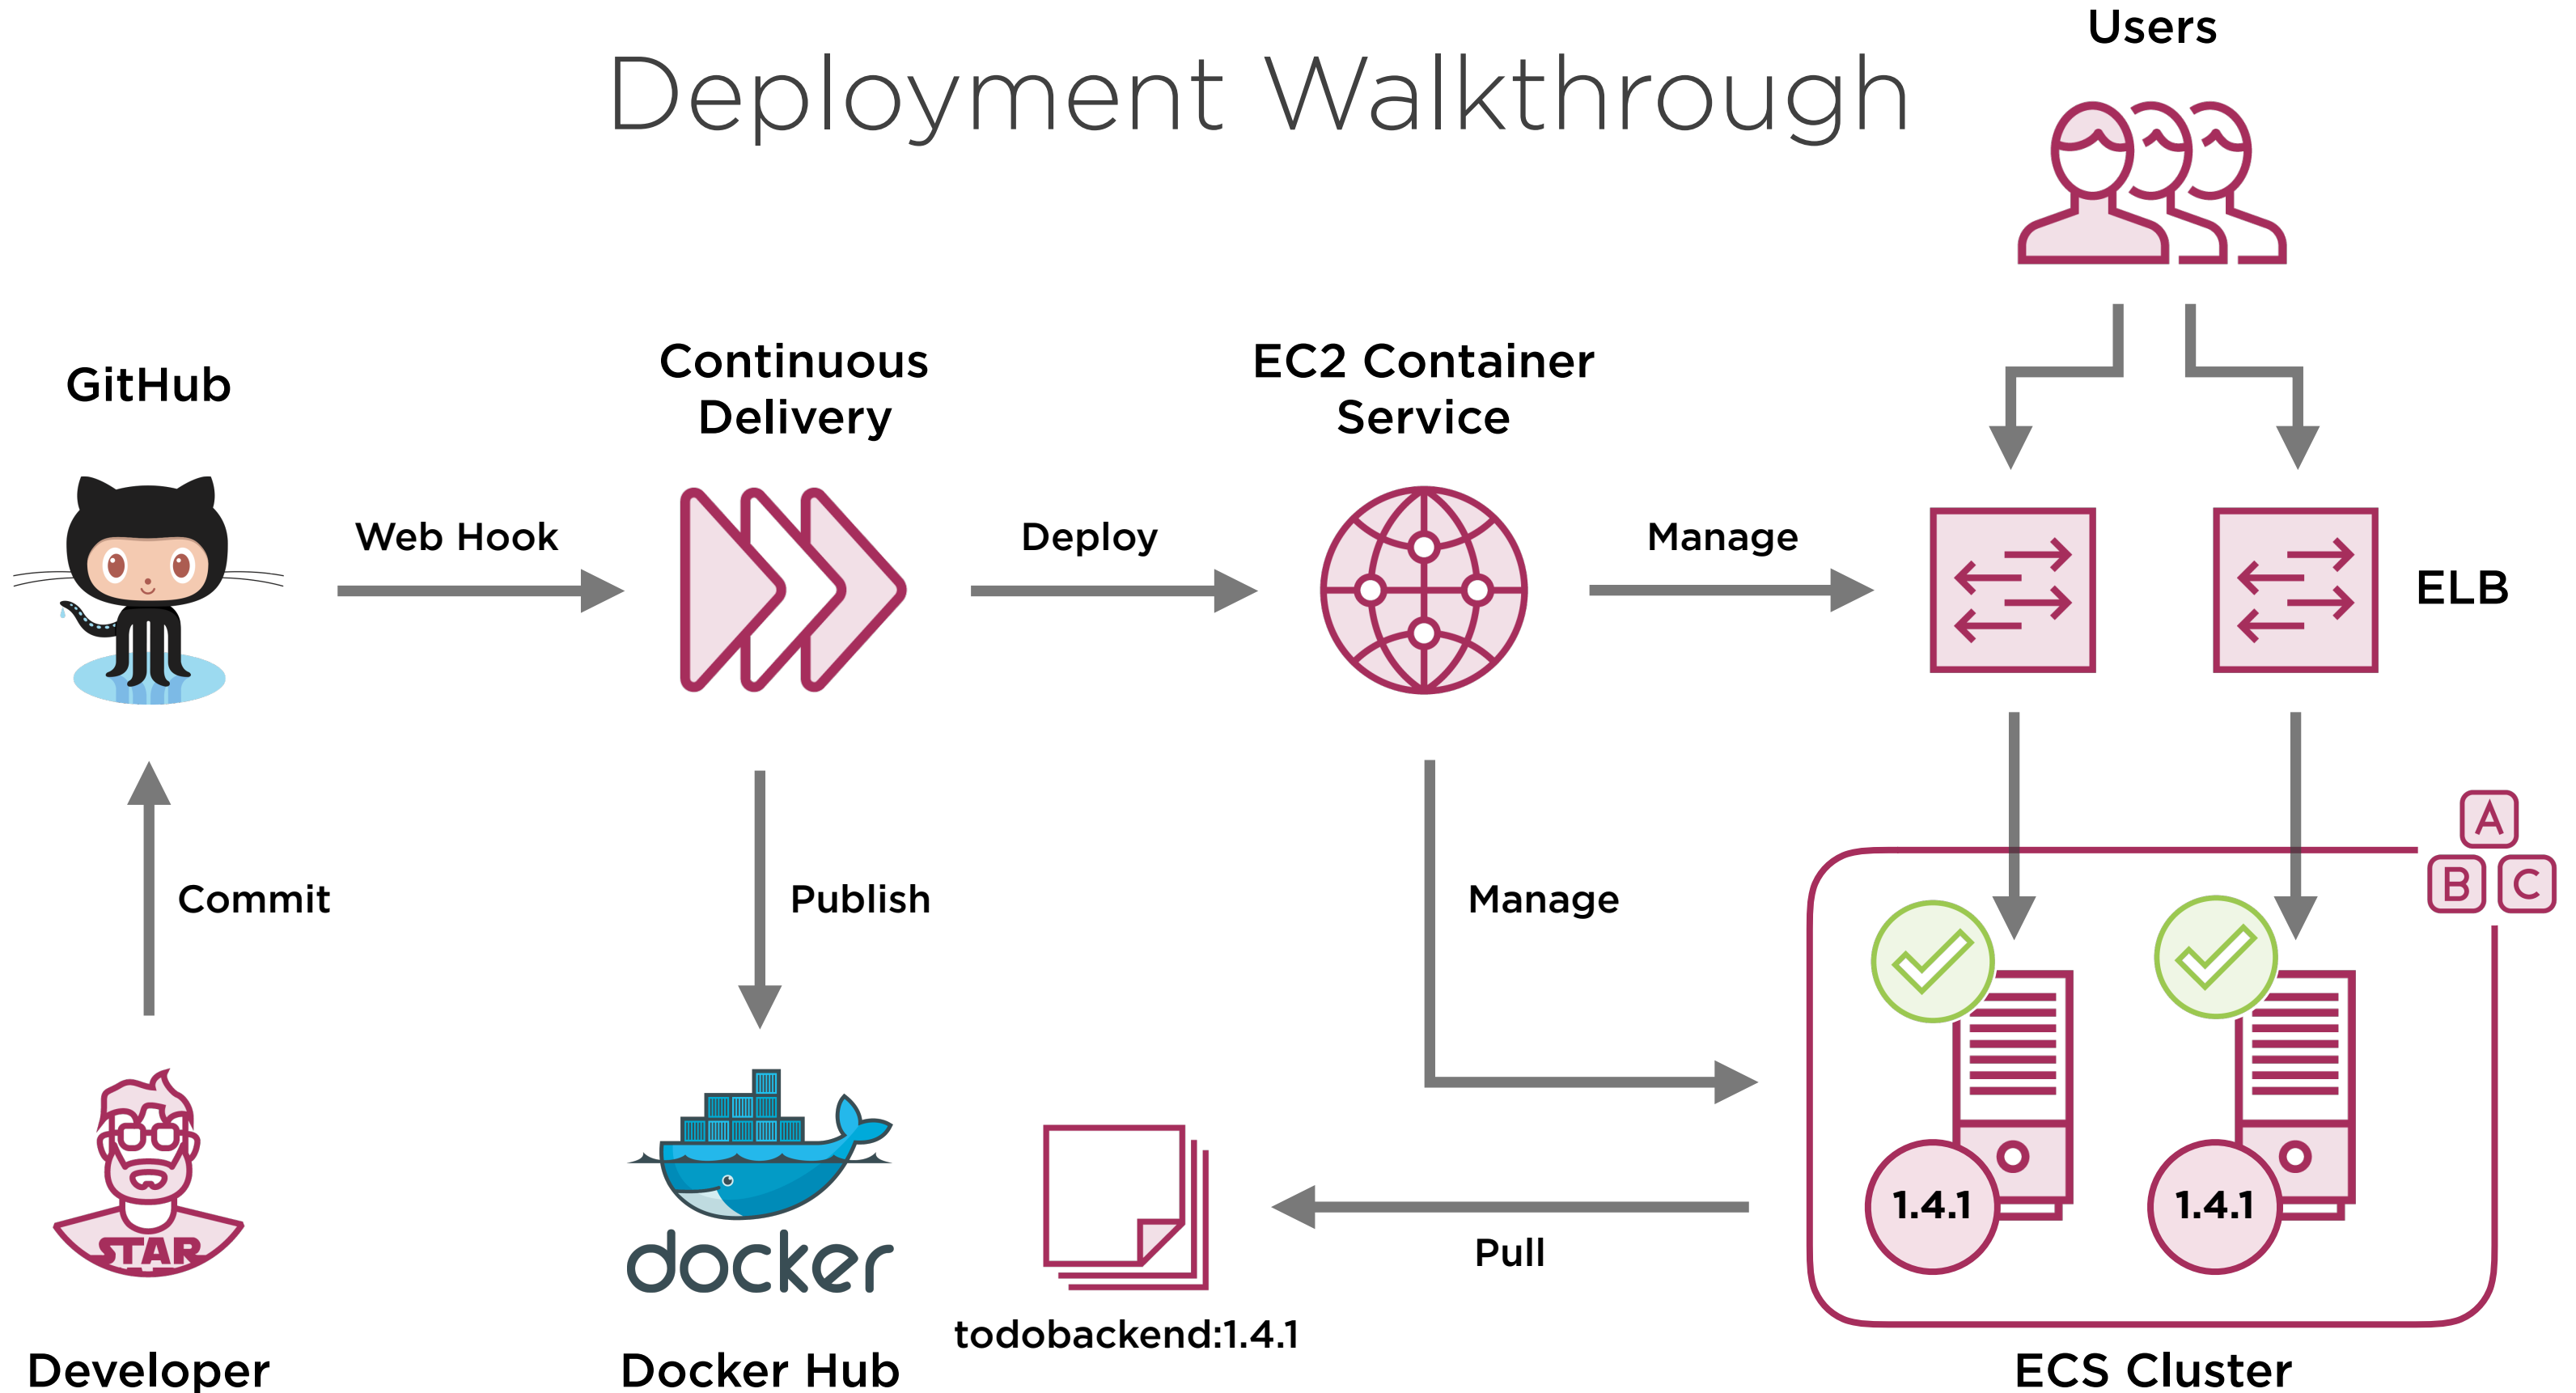 Users
Deployment Walkthrough
GitHub
Continuous
Delivery
EC2 Container
Service
Web Hook
Deploy
Manage
ELB
A
B
C
Commit
Publish
Manage
1.4.1
1.4.1
Pull
STAR
docker
todobackend:1.4.1
Developer
Docker Hub
ECS Cluster